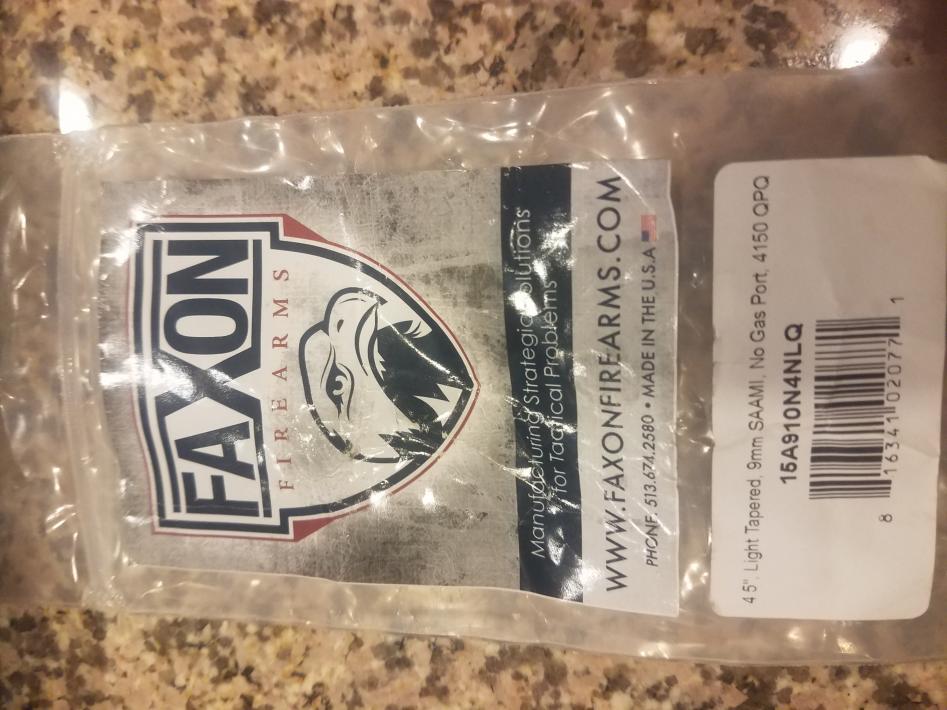 FAXON
FIREARMS
Manufacturing Strategic Solutions
for Tactical Problems
WWW.FAXONFIREARMS.COM
PHONE 513.674.2580 • MADE IN THE U.S.A
4 5", Light Tapered, 9mm SAAMI, No Gas Port, 4150 QPQ
15A910N4NLQ
8 16341 02077 1